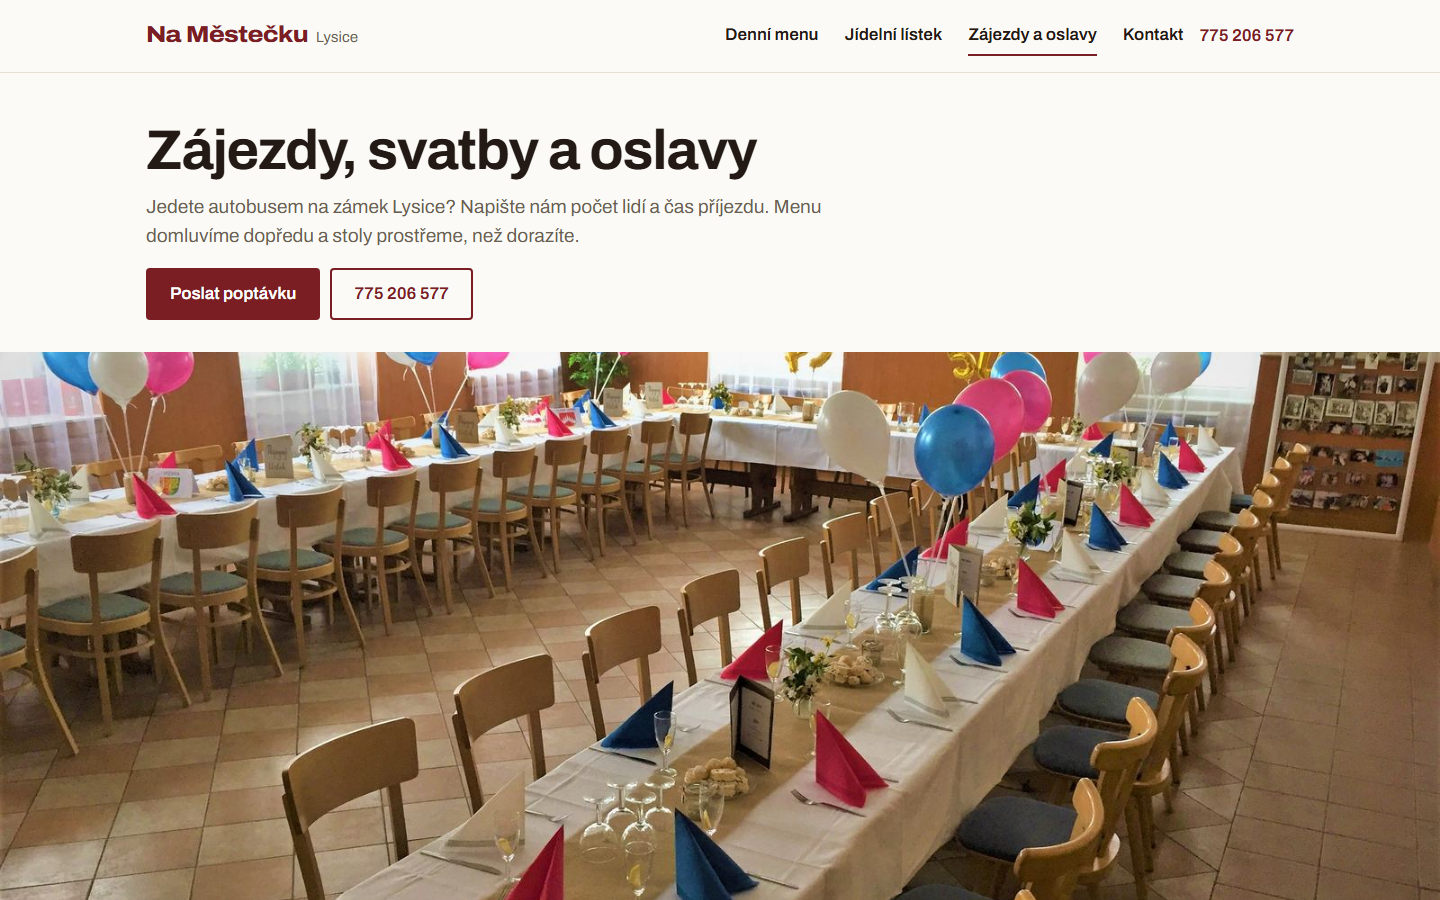 Na Městečku Lysice
Denní menu
Jídelní lístek
Zájezdy a oslavy
Kontakt
775 206 577
Zájezdy, svatby a oslavy
Jedete autobusem na zámek Lysice? Napište nám počet lidí a čas příjezdu. Menu
domluvíme dopředu a stoly prostřeme, než dorazíte.
Poslat poptávku
775 206 577